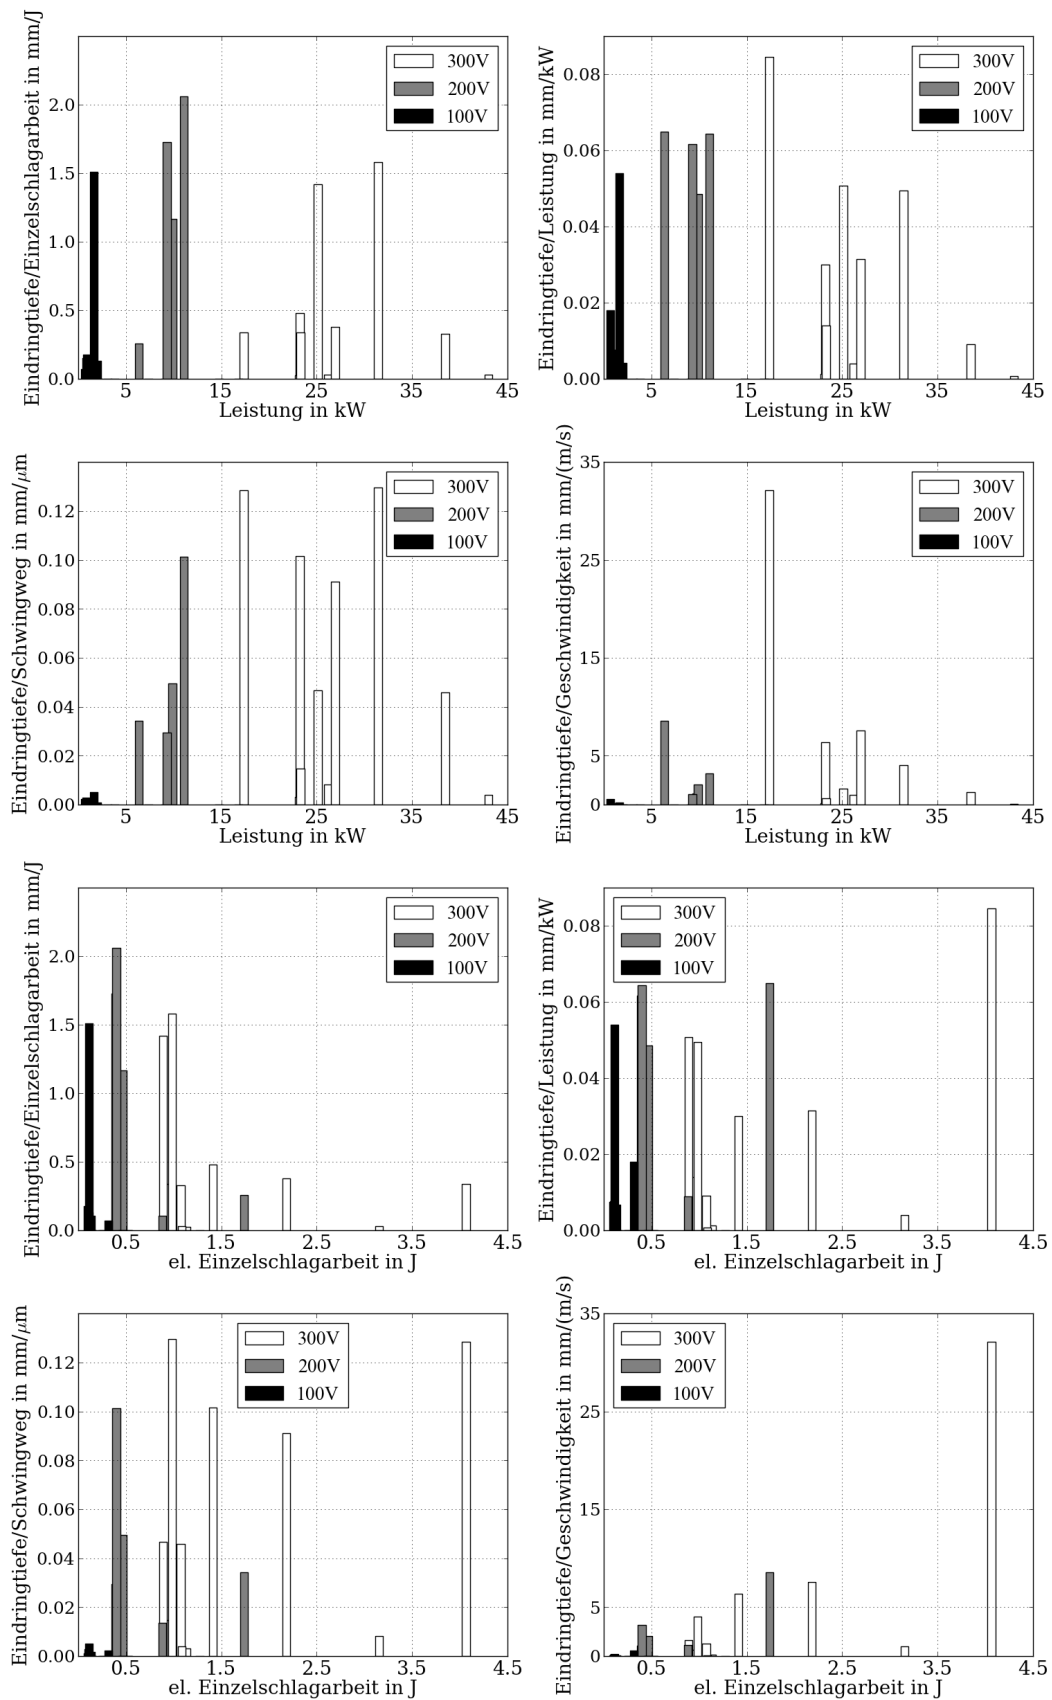 Eindringtiefe/Einzelschlagarbeit in mm/J
2.0
1.5
1.0
0.5
0.0
300V
200V
100V
5 15 25 35 45
Leistung in kW
Eindringtiefe/Leistung in mm/kW
0.08
0.06
0.04
0.02
0.00
300V
200V
100V
5 15 25 35 45
Leistung in kW
Eindringtiefe/Schwingweg in mm/μm
0.12
0.10
0.08
0.06
0.04
0.02
0.00
300V
200V
100V
5 15 25 35 45
Leistung in kW
Eindringtiefe/Geschwindigkeit in mm/(m/s)
35
25
15
5
0
300V
200V
100V
5 15 25 35 45
Leistung in kW
Eindringtiefe/Einzelschlagarbeit in mm/J
2.0
1.5
1.0
0.5
0.0
300V
200V
100V
0.5 1.5 2.5 3.5 4.5
el. Einzelschlagarbeit in J
Eindringtiefe/Leistung in mm/kW
0.08
0.06
0.04
0.02
0.00
300V
200V
100V
0.5 1.5 2.5 3.5 4.5
el. Einzelschlagarbeit in J
Eindringtiefe/Schwingweg in mm/μm
0.12
0.10
0.08
0.06
0.04
0.02
0.00
300V
200V
100V
0.5 1.5 2.5 3.5 4.5
el. Einzelschlagarbeit in J
Eindringtiefe/Geschwindigkeit in mm/(m/s)
35
25
15
5
0
300V
200V
100V
0.5 1.5 2.5 3.5 4.5
el. Einzelschlagarbeit in J